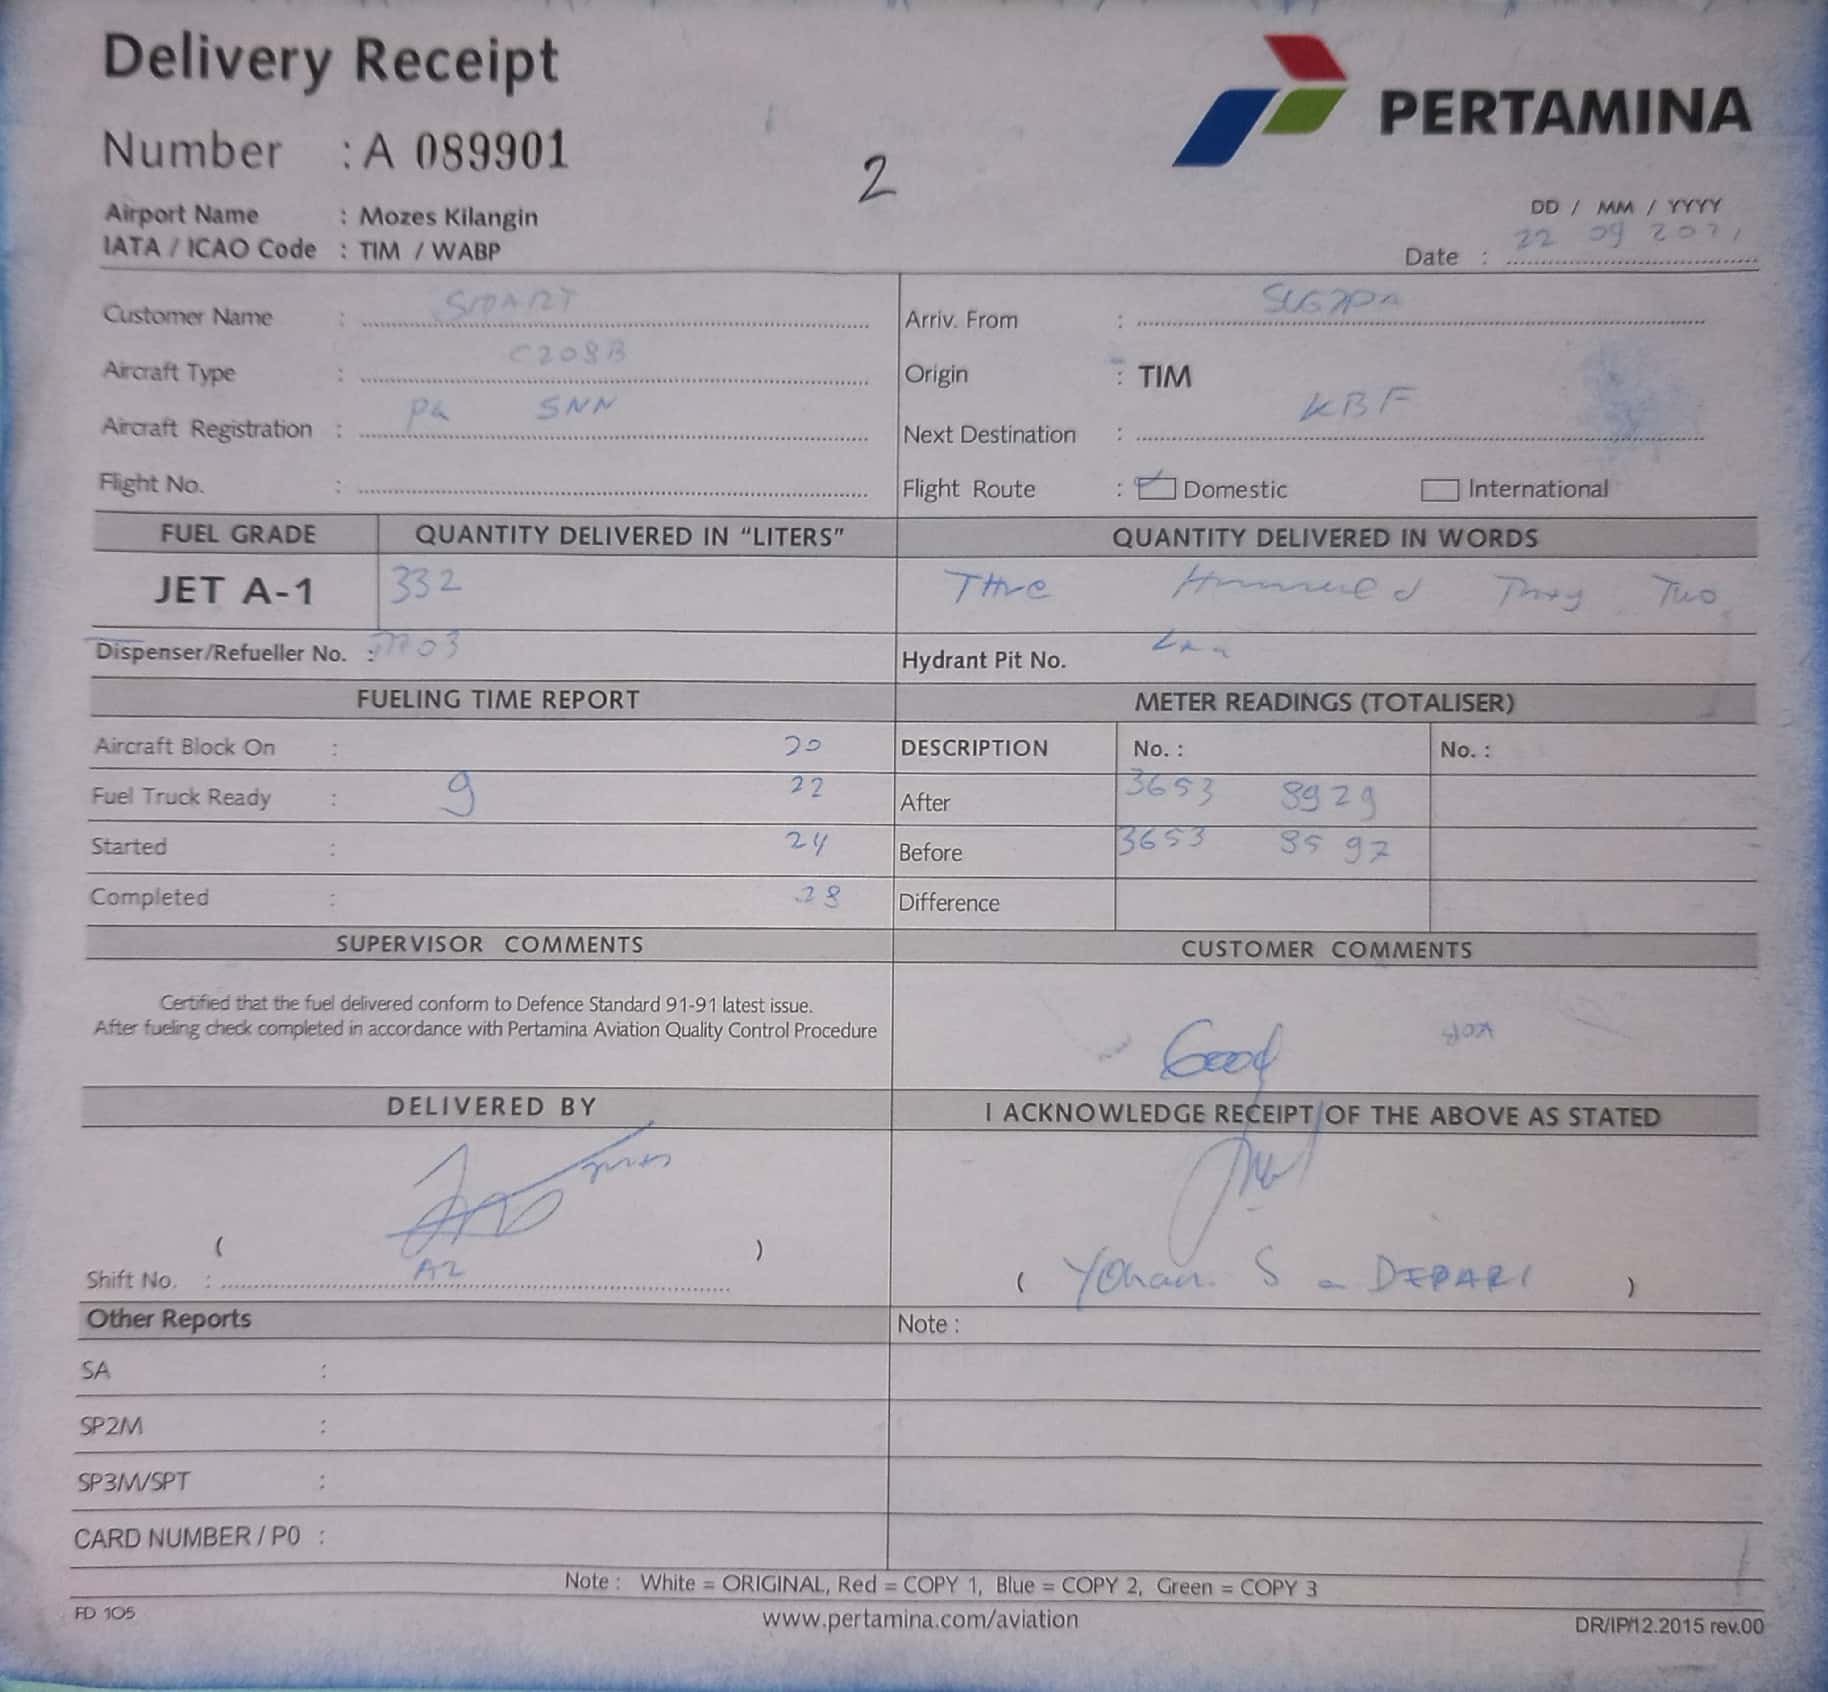 Delivery Receipt
PERTAMINA
Number : A 089901
2
Airport Name : Mozes Kilangin
IATA / ICAO Code : TIM / WABP
DD / MM / YYYY
Date : 22 09 2021
Customer Name :
Arriv. From :
Aircraft Type : C208B
Origin : TIM
Aircraft Registration : PK SNN
Next Destination : KBF
Flight No. :
Flight Route : Domestic International
FUEL GRADE QUANTITY DELIVERED IN "LITERS" QUANTITY DELIVERED IN WORDS
JET A-1 332 Two
Dispenser/Refueller No. :
Hydrant Pit No.
FUELING TIME REPORT METER READINGS (TOTALISER)
Aircraft Block On : 20 DESCRIPTION No. : No. :
Fuel Truck Ready : 9 22 After 3653 8929
Started : 24 Before 3653 8597
Completed : 28 Difference
SUPERVISOR COMMENTS CUSTOMER COMMENTS
Certified that the fuel delivered conform to Defence Standard 91-91 latest issue.
After fueling check completed in accordance with Pertamina Aviation Quality Control Procedure
Good
DELIVERED BY I ACKNOWLEDGE RECEIPT OF THE ABOVE AS STATED
( )
Shift No. : A2
( Yohan. S - DEPARI )
Other Reports Note :
SA :
SP2M :
SP3M/SPT :
CARD NUMBER / P0 :
Note : White = ORIGINAL, Red = COPY 1, Blue = COPY 2, Green = COPY 3
FD 105 www.pertamina.com/aviation DR/IP/12.2015 rev.00